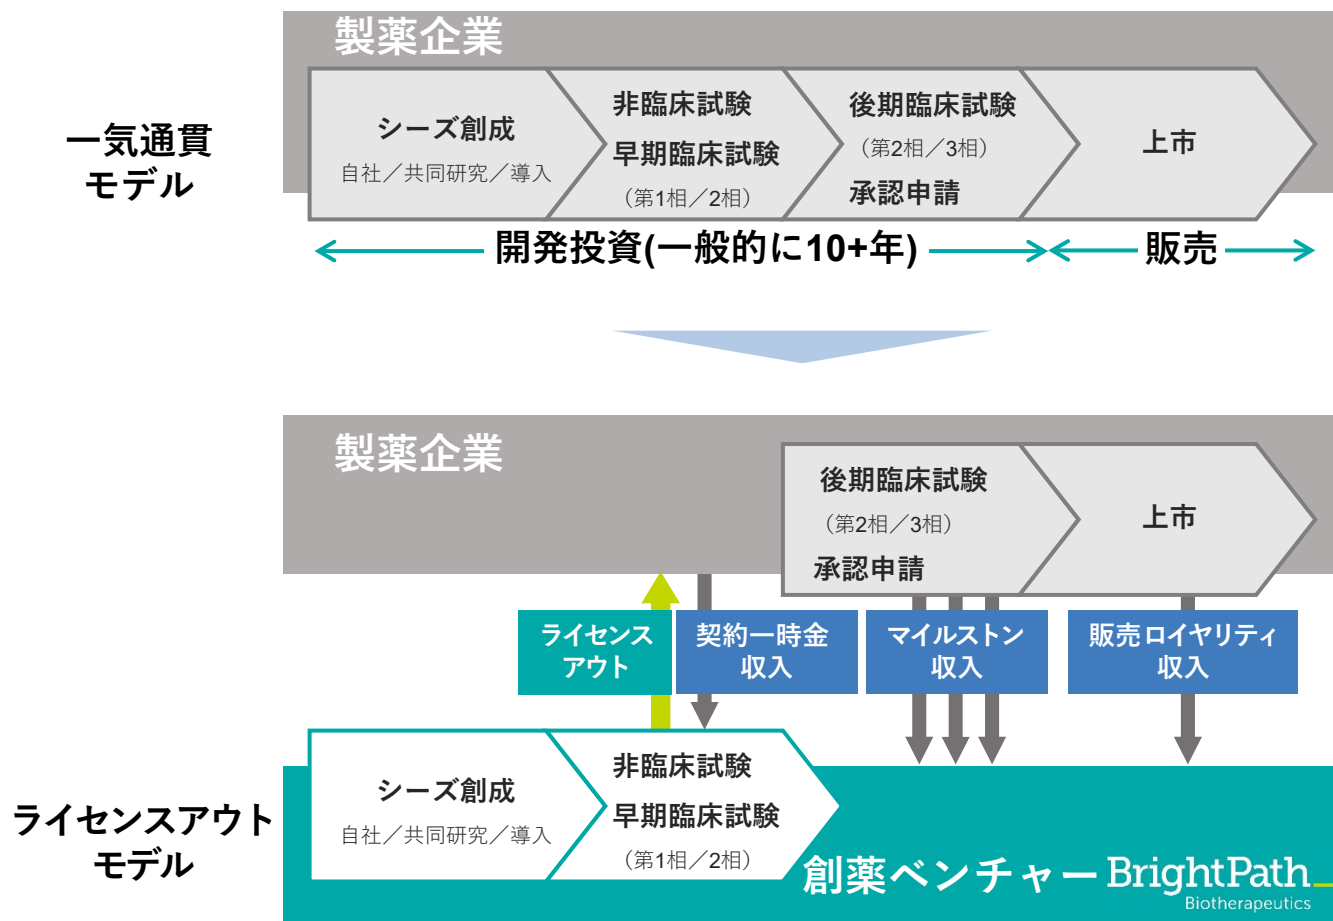 製薬企業
一気通貫
モデル
シーズ創成
自社／共同研究／導入
非臨床試験
早期臨床試験
（第1相／2相）
後期臨床試験
（第2相／3相）
承認申請
上市
開発投資(一般的に10+年)
販売
製薬企業
後期臨床試験
（第2相／3相）
承認申請
上市
ライセンス
アウト
契約一時金
収入
マイルストン
収入
販売ロイヤリティ
収入
ライセンスアウト
モデル
シーズ創成
自社／共同研究／導入
非臨床試験
早期臨床試験
（第1相／2相）
創薬ベンチャー BrightPath
Biotherapeutics